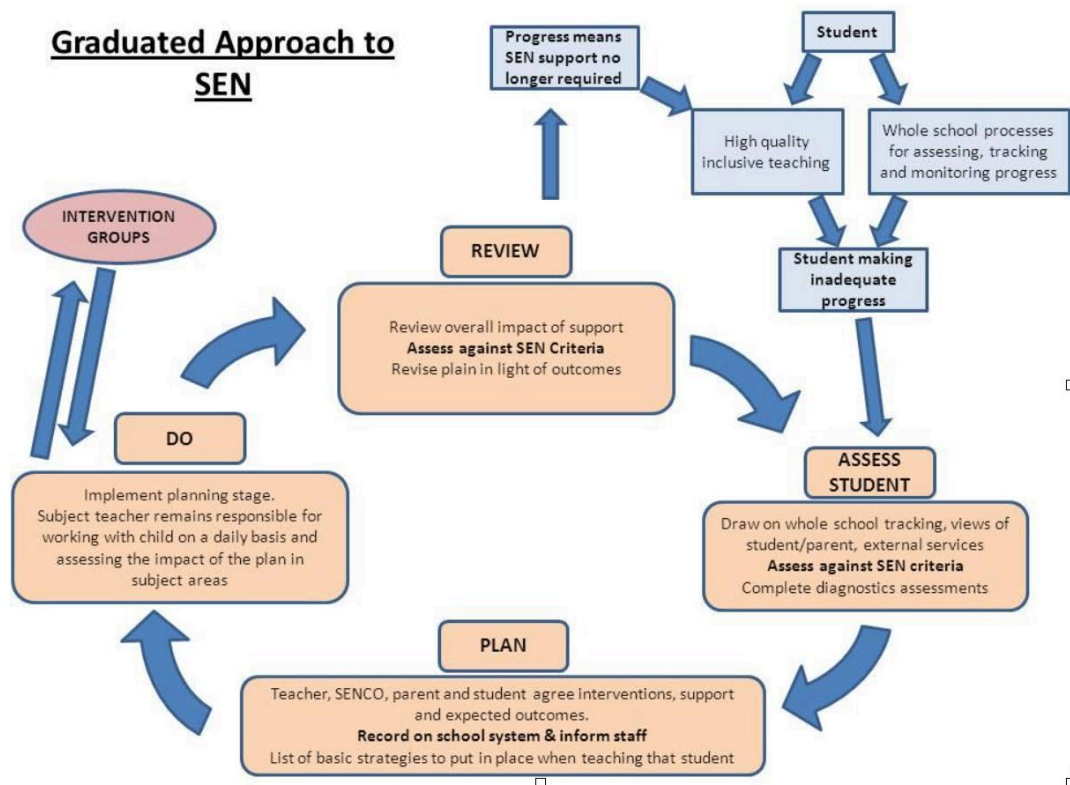 Graduated Approach to
SEN
Progress means
SEN support no
longer required
Student
High quality
inclusive teaching
Whole school processes
for assessing, tracking
and monitoring progress
Student making
inadequate
progress
INTERVENTION
GROUPS
REVIEW
Review overall impact of support
Assess against SEN Criteria
Revise plain in light of outcomes
DO
Implement planning stage.
Subject teacher remains responsible for
working with child on a daily basis and
assessing the impact of the plan in
subject areas
ASSESS
STUDENT
Draw on whole school tracking, views of
student/parent, external services
Assess against SEN criteria
Complete diagnostics assessments
PLAN
Teacher, SENCO, parent and student agree interventions, support
and expected outcomes.
Record on school system & inform staff
List of basic strategies to put in place when teaching that student